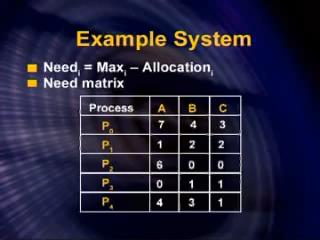 Example System
Needᵢ = Maxᵢ – Allocationᵢ
Need matrix
Process A B C
P₀ 7 4 3
P₁ 1 2 2
P₂ 6 0 0
P₃ 0 1 1
P₄ 4 3 1